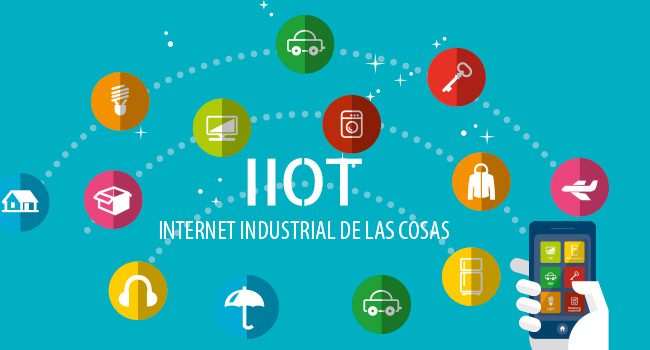 IIOT
INTERNET INDUSTRIAL DE LAS COSAS